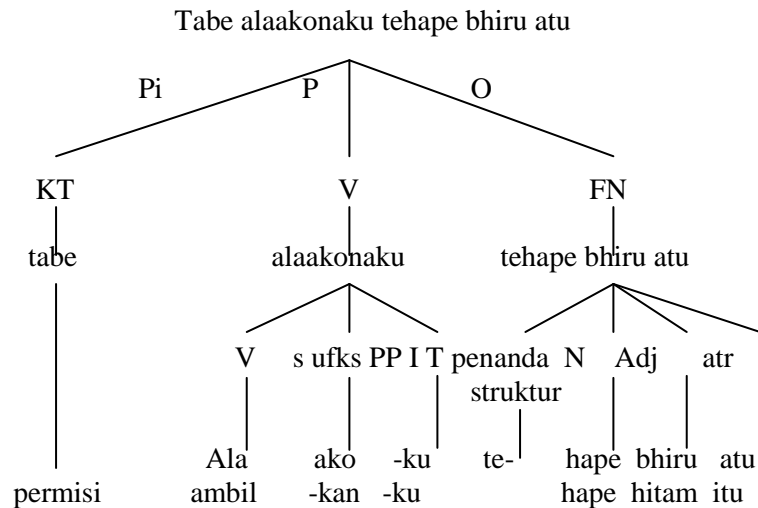 Tabe alaakonaku tehape bhiru atu
Pi P O
KT V FN
tabe alaakonaku tehape bhiru atu
V s ufks PP I T penanda N Adj atr
struktur
Ala ako -ku te- hape bhiru atu
permisi ambil -kan -ku hape hitam itu